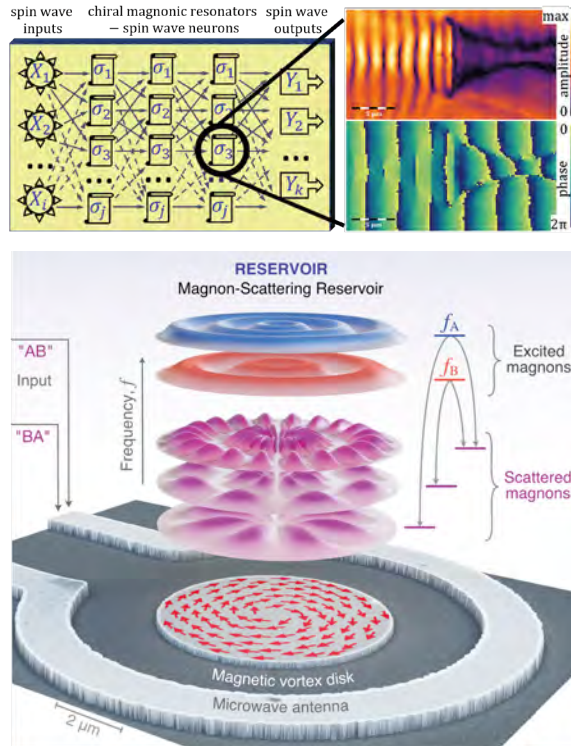 spin wave
inputs
chiral magnonic resonators
– spin wave neurons
spin wave
outputs
X1
X2
...
Xi
σ1
σ2
σ3
...
σj
σ1
σ2
σ3
...
σj
σ1
σ2
σ3
...
σj
Y1
Y2
...
Yk
max
amplitude
0
5 μm
0
phase
2π
5 μm
RESERVOIR
Magnon-Scattering Reservoir
"AB"
Input
"BA"
Frequency, f
fA
fB
Excited
magnons
Scattered
magnons
Magnetic vortex disk
Microwave antenna
2 μm